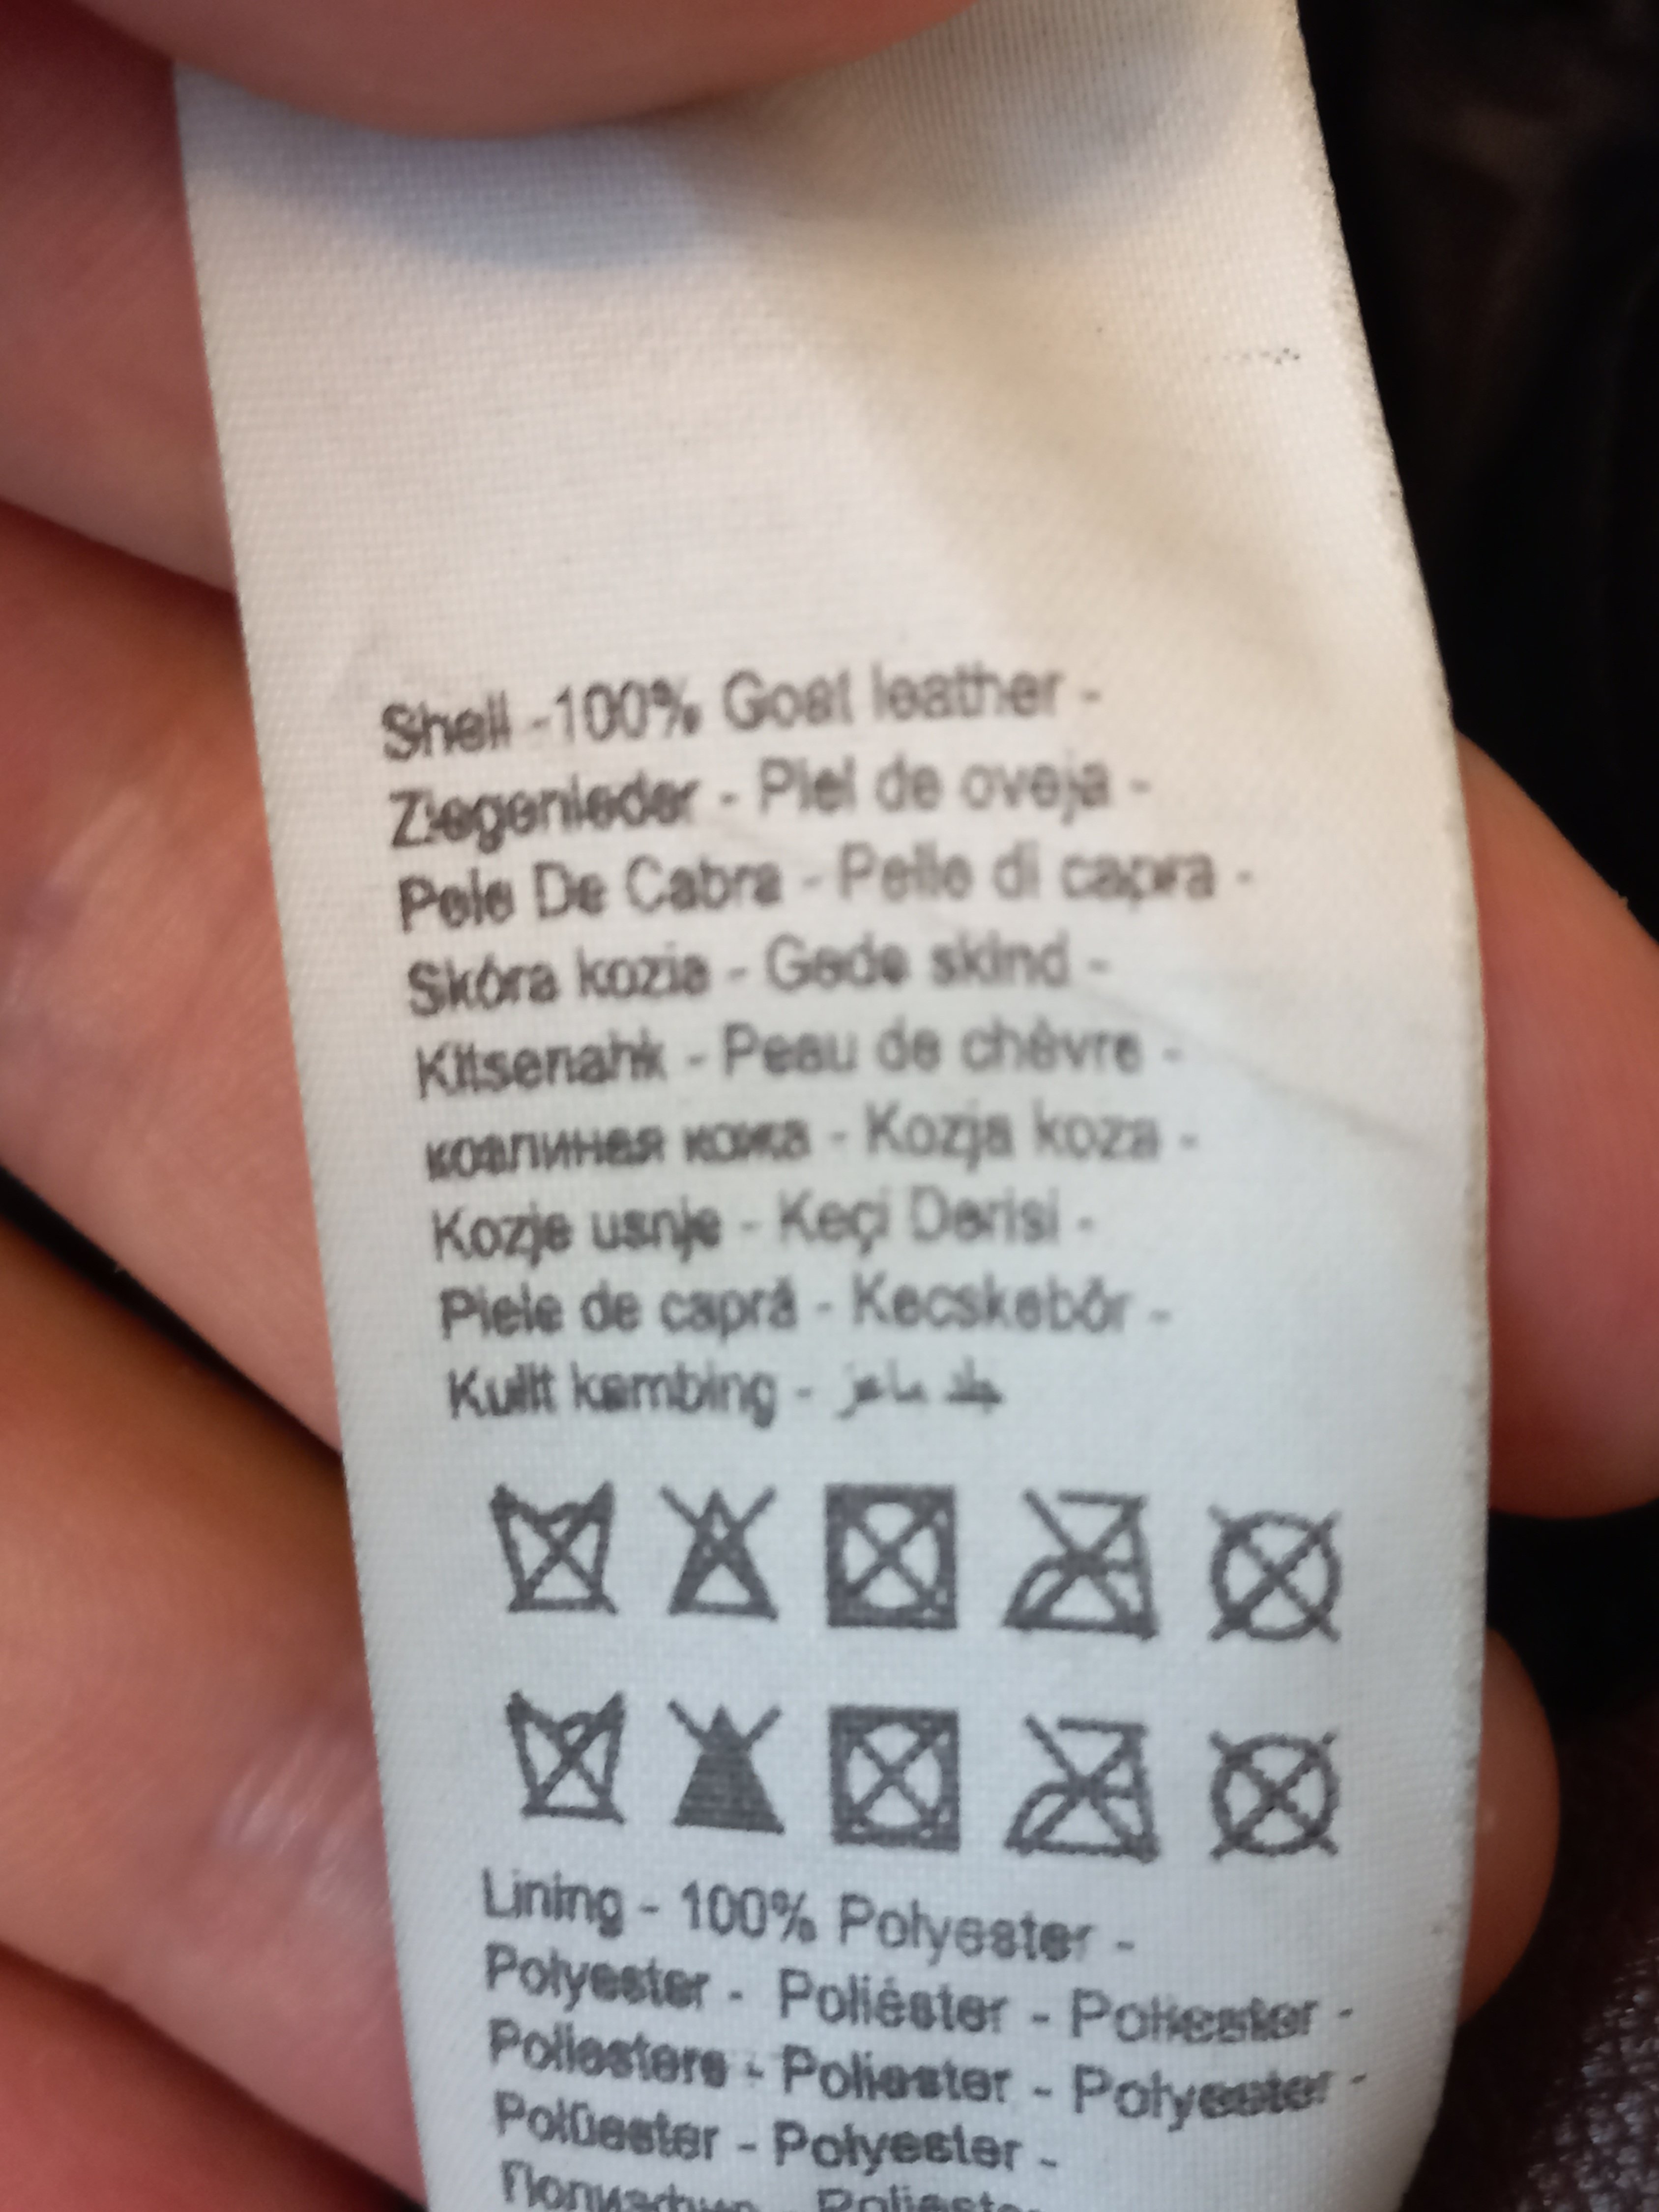 Shell -100% Goat leather -
Ziegenleder - Piel de oveja -
Pele De Cabra - Pelle di capra -
Skóra kozia - Gede skind -
Kitsenahk - Peau de chèvre -
козлиная кожа - Kozja koza -
Kozje usnje - Keçi Derisi -
Piele de capră - Kecskebőr -
Kulit kambing - جلد ماعز
Lining - 100% Polyester -
Polyester - Poliéster - Poliester -
Poliestere - Poliester - Polyester -
Polüester - Polyester -